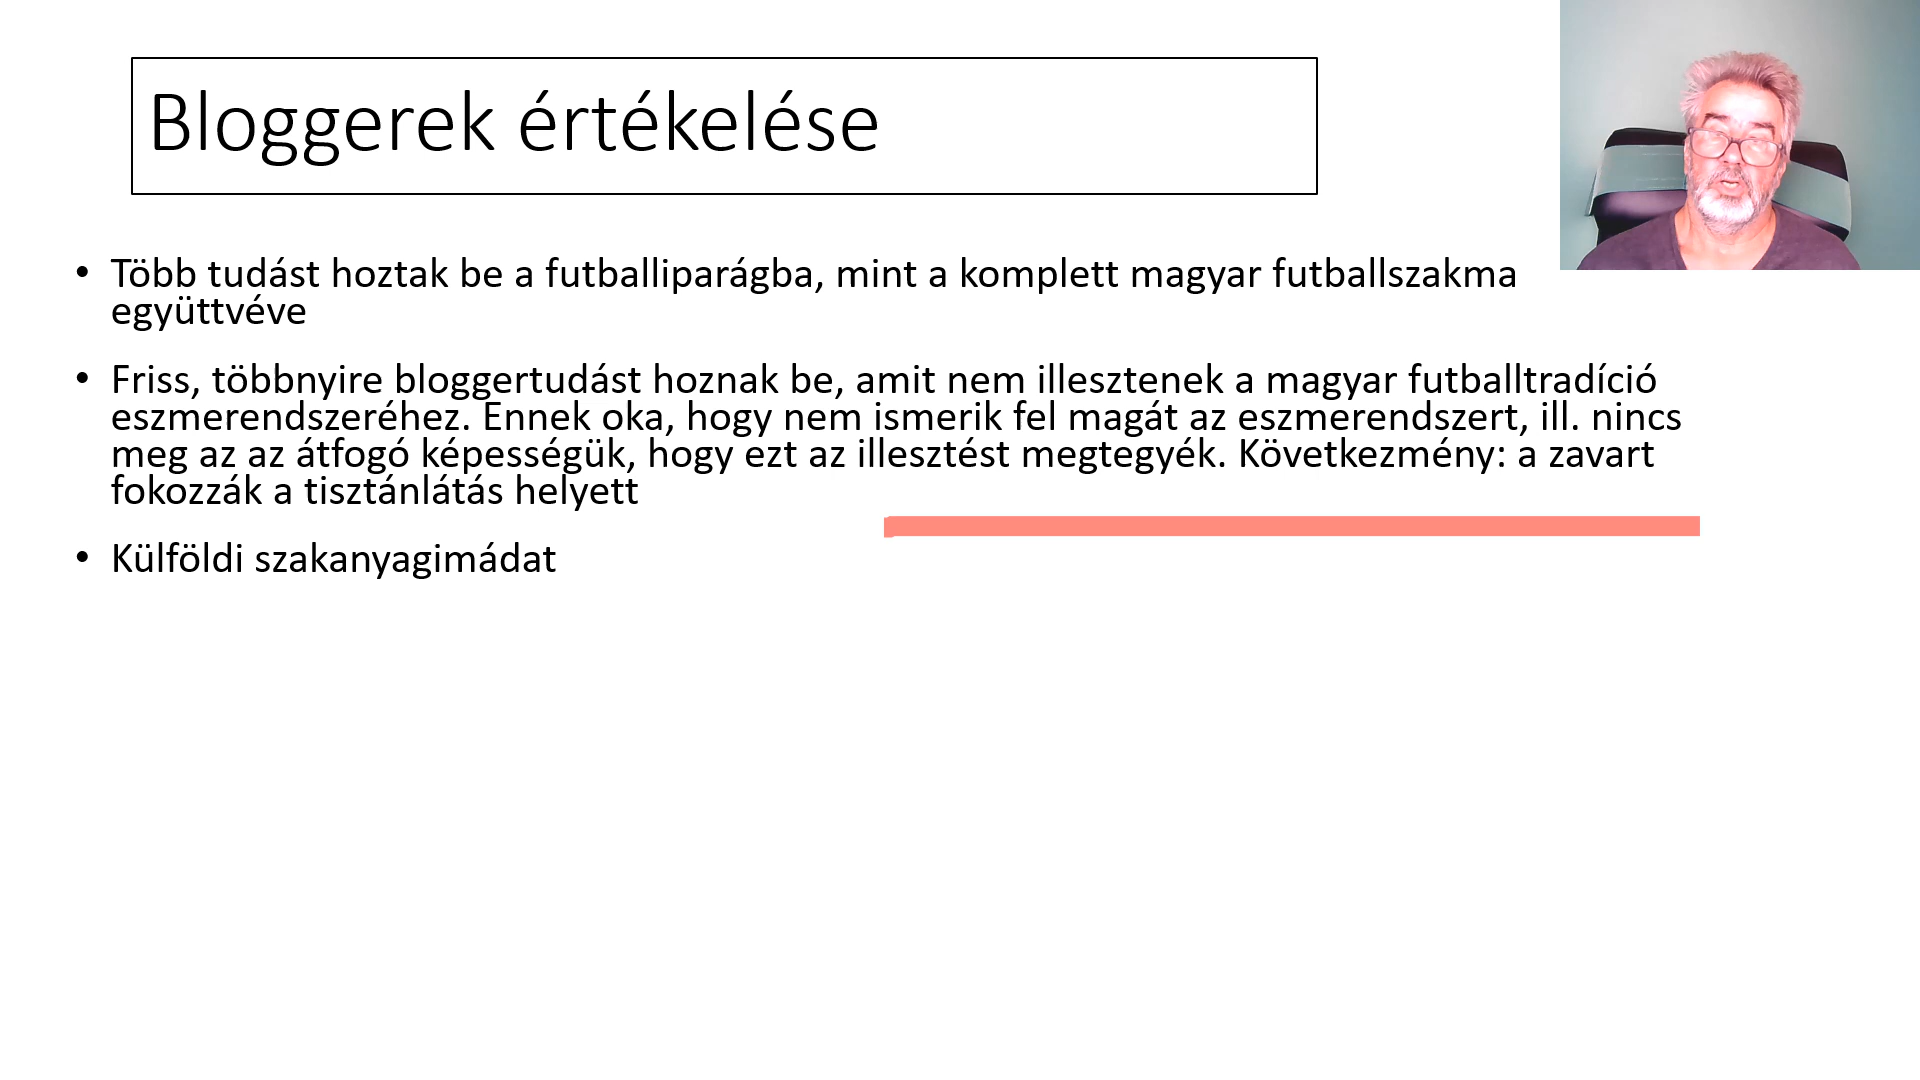 Bloggerek értékelése
• Több tudást hoztak be a futballiparágba, mint a komplett magyar futballszakma
együttvéve
• Friss, többnyire bloggertudást hoznak be, amit nem illesztenek a magyar futballtradíció
eszmerendszeréhez. Ennek oka, hogy nem ismerik fel magát az eszmerendszert, ill. nincs
meg az az átfogó képességük, hogy ezt az illesztést megtegyék. Következmény: a zavart
fokozzák a tisztánlátás helyett
• Külföldi szakanyagimádat